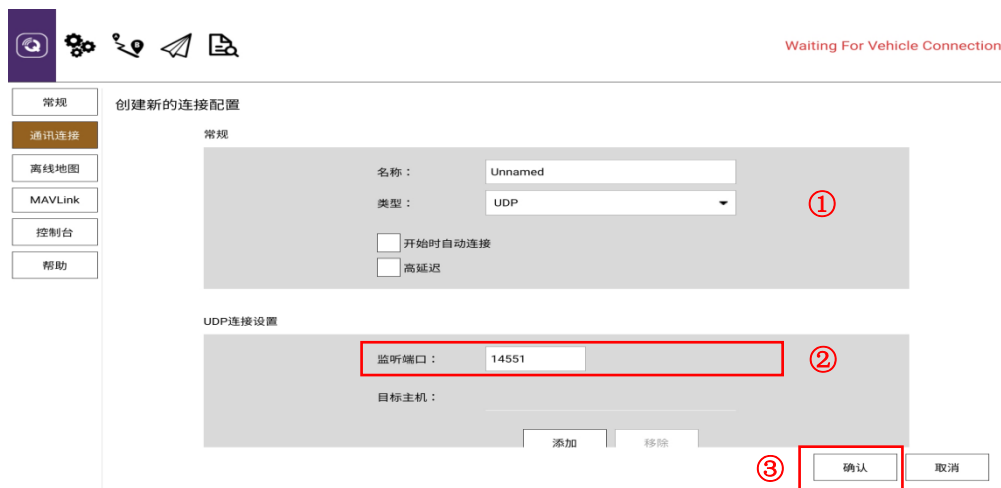 Waiting For Vehicle Connection
常规
通讯连接
离线地图
MAVLink
控制台
帮助
创建新的连接配置
常规
名称： Unnamed
类型： UDP
①
开始时自动连接
高延迟
UDP连接设置
监听端口： 14551
②
目标主机：
添加 移除
③ 确认 取消